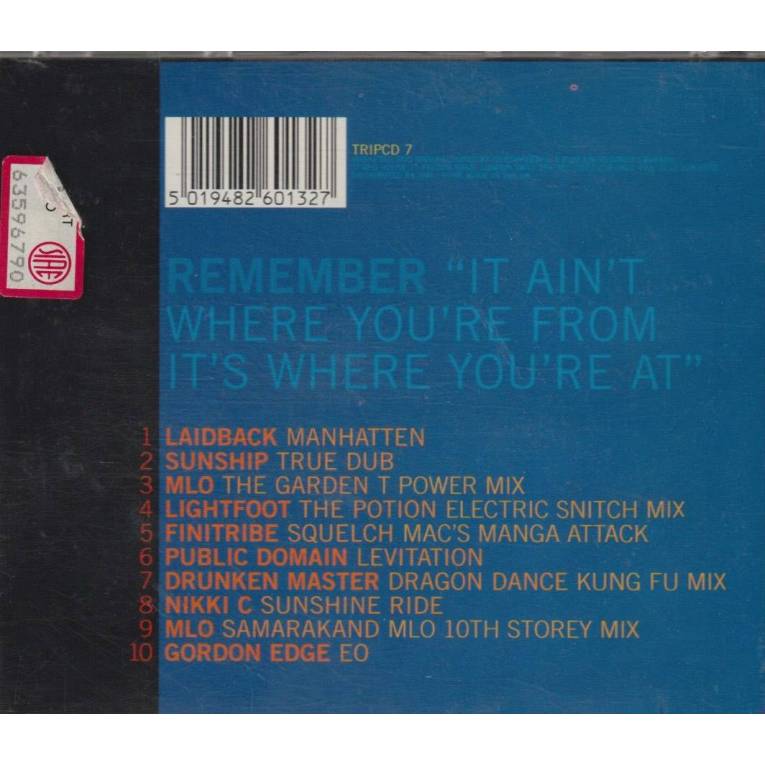 5 019482 601327
TRIPCD 7
63596790
SIAE
REMEMBER "IT AIN'T
WHERE YOU'RE FROM
IT'S WHERE YOU'RE AT"
1 LAIDBACK MANHATTEN
2 SUNSHIP TRUE DUB
3 MLO THE GARDEN T POWER MIX
4 LIGHTFOOT THE POTION ELECTRIC SNITCH MIX
5 FINITRIBE SQUELCH MAC'S MANGA ATTACK
6 PUBLIC DOMAIN LEVITATION
7 DRUNKEN MASTER DRAGON DANCE KUNG FU MIX
8 NIKKI C SUNSHINE RIDE
9 MLO SAMARAKAND MLO 10TH STOREY MIX
10 GORDON EDGE EO